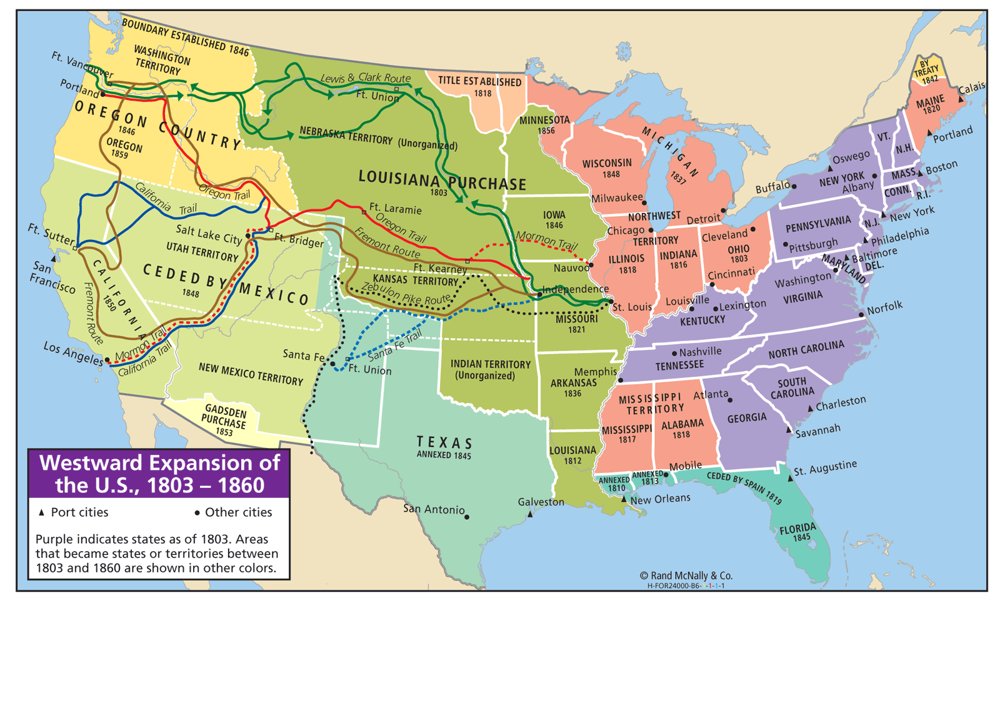 BOUNDARY ESTABLISHED 1846
WASHINGTON
TERRITORY
Ft. Vancouver
Portland
OREGON COUNTRY
1846
OREGON
1859
Lewis & Clark Route
Ft. Union
TITLE ESTABLISHED
1818
NEBRASKA TERRITORY (Unorganized)
LOUISIANA PURCHASE
1803
MINNESOTA
1856
WISCONSIN
1848
MICHIGAN
1837
Milwaukee
NORTHWEST
TERRITORY
Chicago
Detroit
IOWA
1846
ILLINOIS
1818
INDIANA
1816
OHIO
1803
Cleveland
Cincinnati
BY
TREATY
1842
Calais
MAINE
1820
Portland
VT.
N.H.
Oswego
NEW YORK
Albany
Buffalo
MASS.
Boston
CONN.
R.I.
New York
N.J.
PENNSYLVANIA
Pittsburgh
Philadelphia
Baltimore
DEL.
MARYLAND
Washington
VIRGINIA
Norfolk
Louisville
Lexington
KENTUCKY
Nashville
TENNESSEE
NORTH CAROLINA
SOUTH
CAROLINA
Charleston
Atlanta
GEORGIA
Savannah
St. Augustine
MISSISSIPPI
TERRITORY
MISSISSIPPI
1817
ALABAMA
1818
Mobile
ANNEXED
1810
ANNEXED
1813
CEDED BY SPAIN 1819
FLORIDA
1845
New Orleans
LOUISIANA
1812
ARKANSAS
1836
Memphis
MISSOURI
1821
St. Louis
Independence
Nauvoo
Mormon Trail
Ft. Kearney
Ft. Laramie
Oregon Trail
Fremont Route
KANSAS TERRITORY
Zebulon Pike Route
Santa Fe Trail
INDIAN TERRITORY
(Unorganized)
TEXAS
ANNEXED 1845
San Antonio
Galveston
Santa Fe
Ft. Union
NEW MEXICO TERRITORY
GADSDEN
PURCHASE
1853
Oregon Trail
California Trail
Salt Lake City
Ft. Bridger
UTAH TERRITORY
CEDED BY MEXICO
1848
Ft. Sutter
San
Francisco
CALIFORNIA
1850
Fremont Route
Los Angeles
Mormon Trail
California Trail
Westward Expansion of
the U.S., 1803 – 1860
Port cities
Other cities
Purple indicates states as of 1803. Areas
that became states or territories between
1803 and 1860 are shown in other colors.
© Rand McNally & Co.
H-FOR24000-B6-1-1-1-1